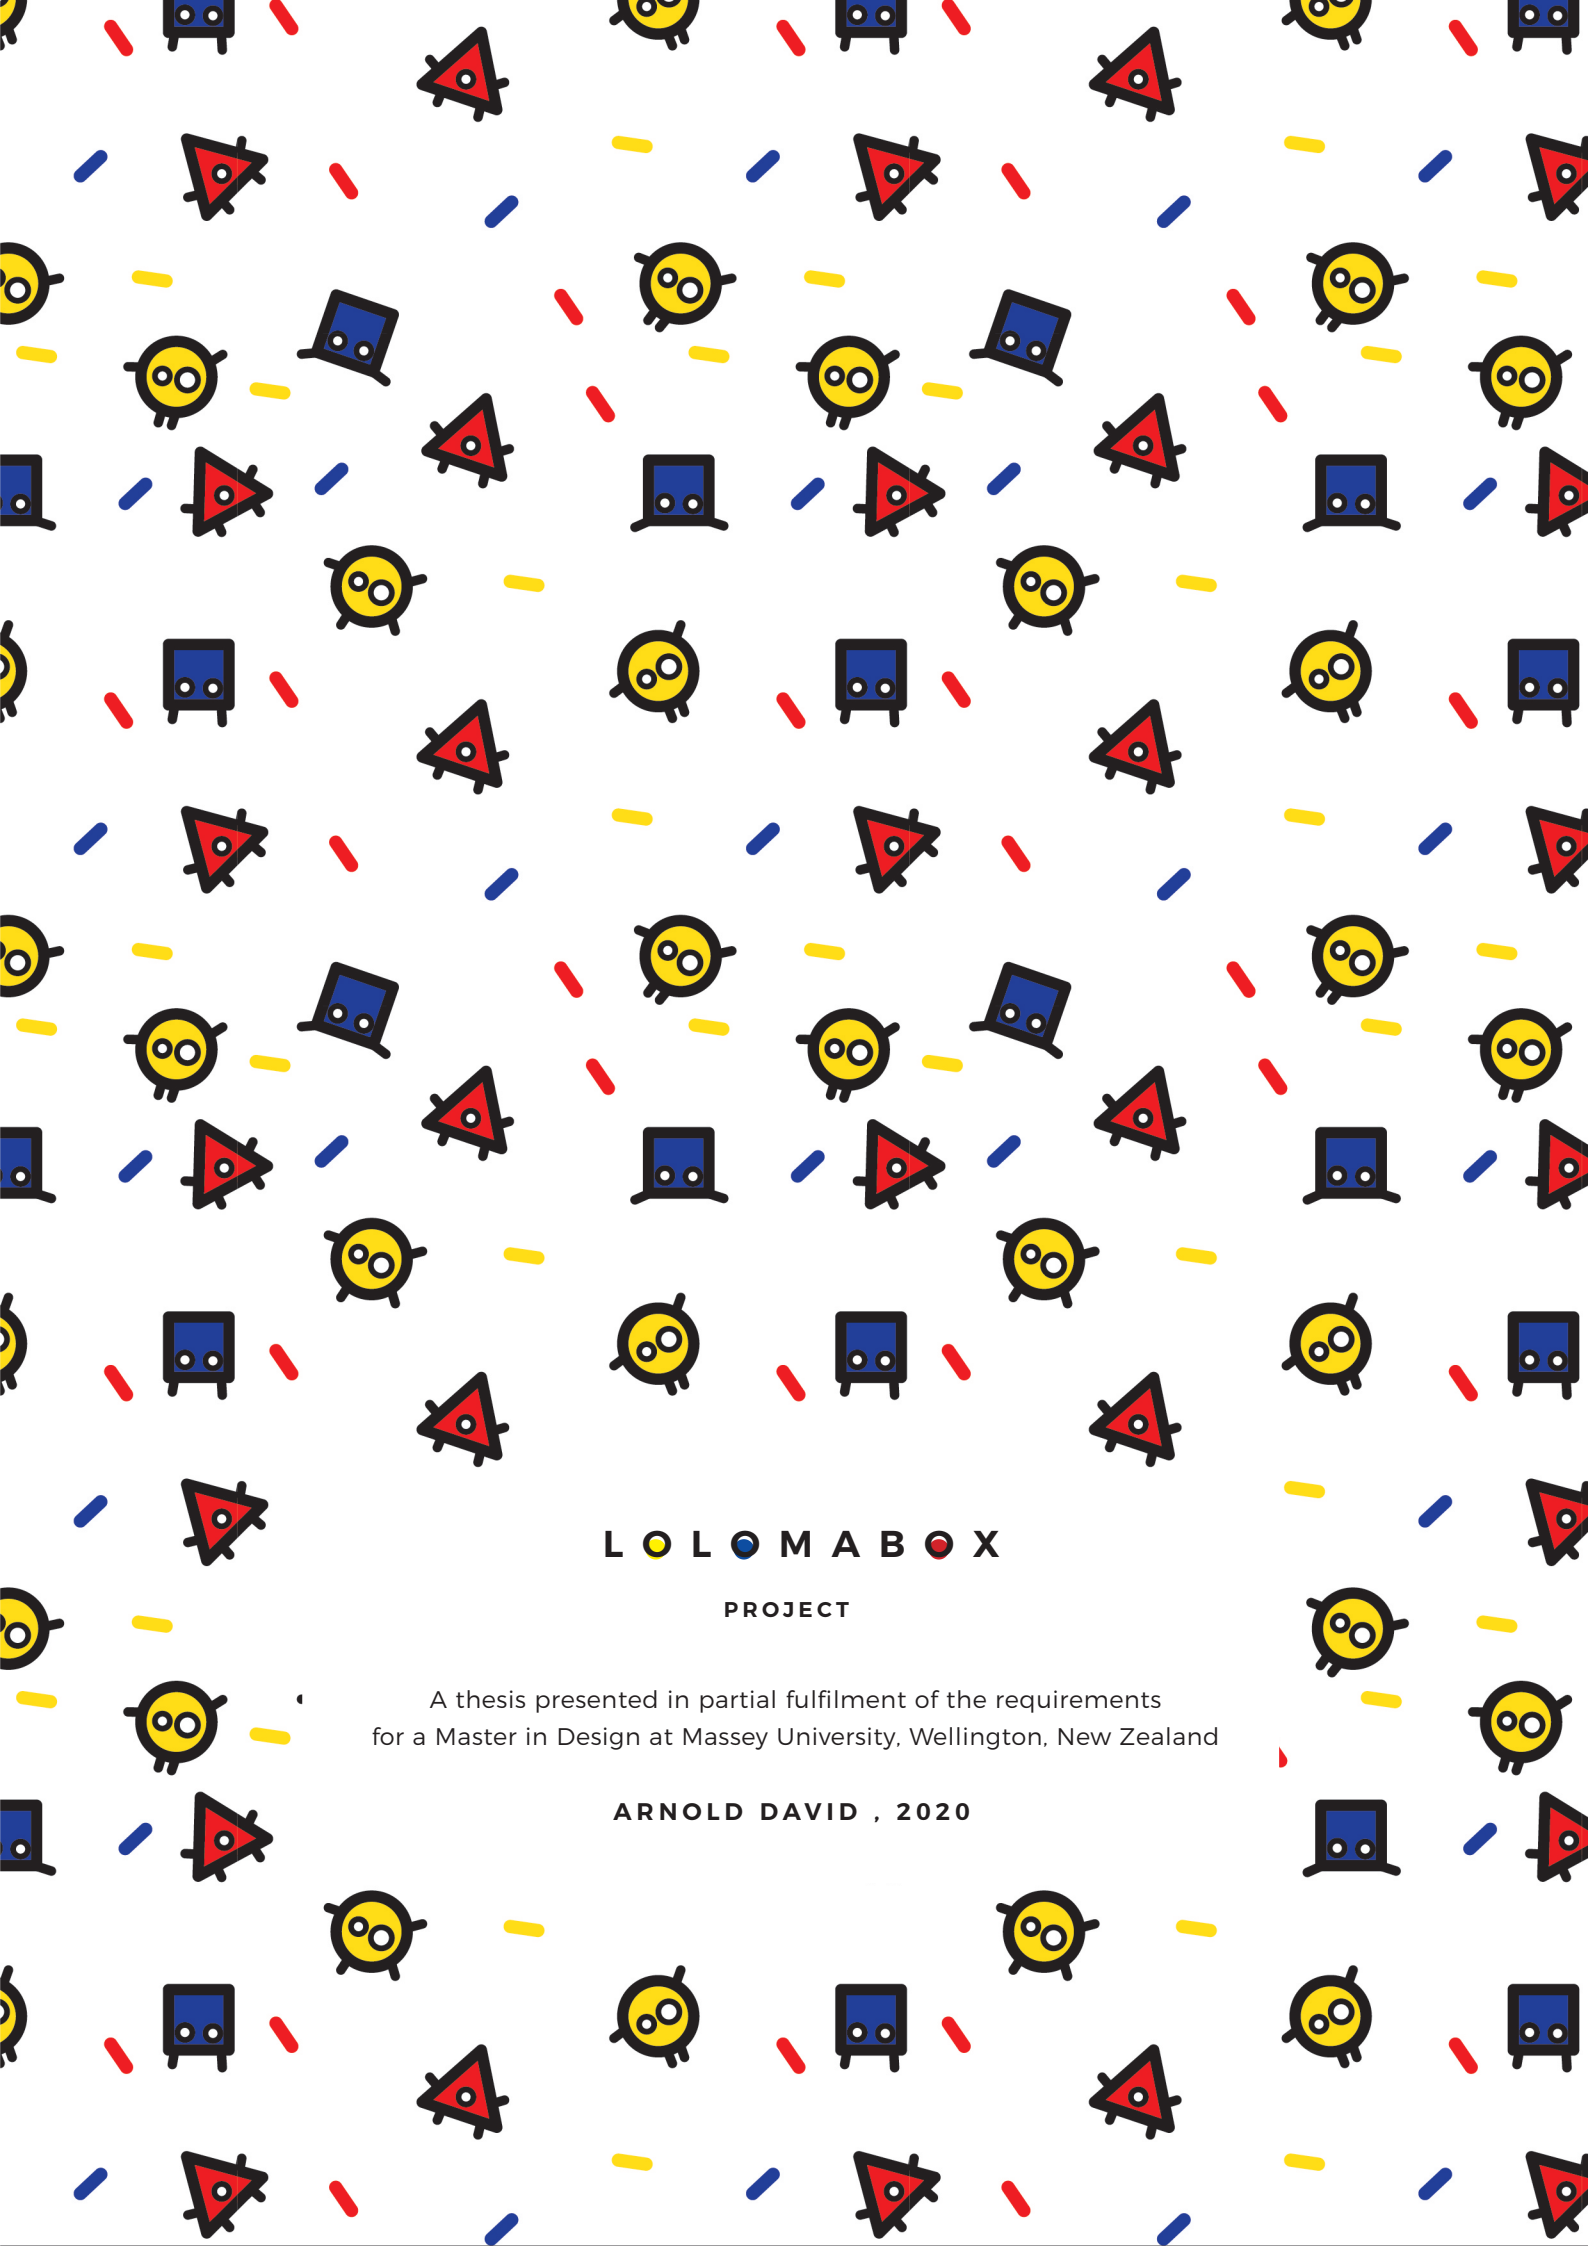 LOLOMABOX
PROJECT
A thesis presented in partial fulfilment of the requirements
for a Master in Design at Massey University, Wellington, New Zealand
ARNOLD DAVID , 2020